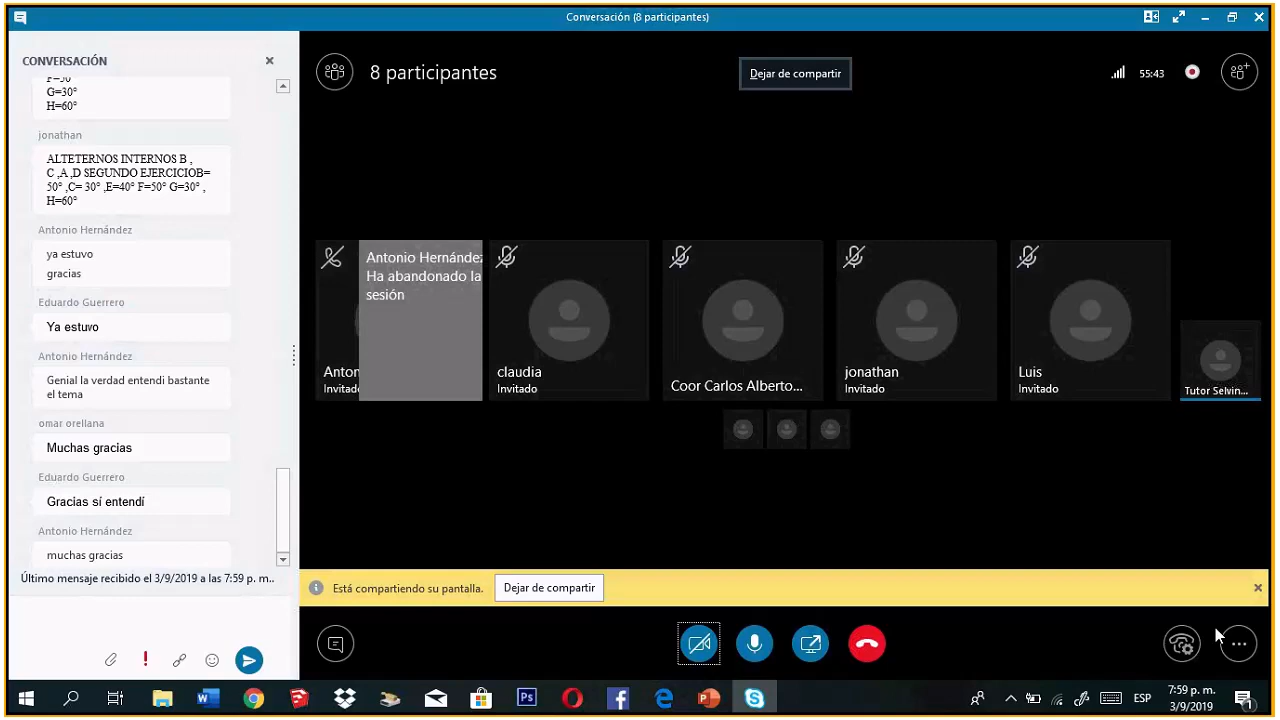 Conversación (8 participantes)
CONVERSACIÓN
F=50°
G=30°
H=60°
jonathan
ALTETERNOS INTERNOS B ,
C ,A ,D SEGUNDO EJERCICIOB=
50° ,C= 30° ,E=40° F=50° G=30° ,
H=60°
Antonio Hernández
ya estuvo
gracias
Eduardo Guerrero
Ya estuvo
Antonio Hernández
Genial la verdad entendi bastante
el tema
omar orellana
Muchas gracias
Eduardo Guerrero
Gracias sí entendí
Antonio Hernández
muchas gracias
Último mensaje recibido el 3/9/2019 a las 7:59 p. m..
8 participantes
Dejar de compartir
55:43
Antonio Hernández
Ha abandonado la
sesión
Anton
Invitado
claudia
Invitado
Coor Carlos Alberto...
jonathan
Invitado
Luis
Invitado
Tutor Selvin...
Está compartiendo su pantalla.
Dejar de compartir
Ps
ESP
7:59 p. m.
3/9/2019
1